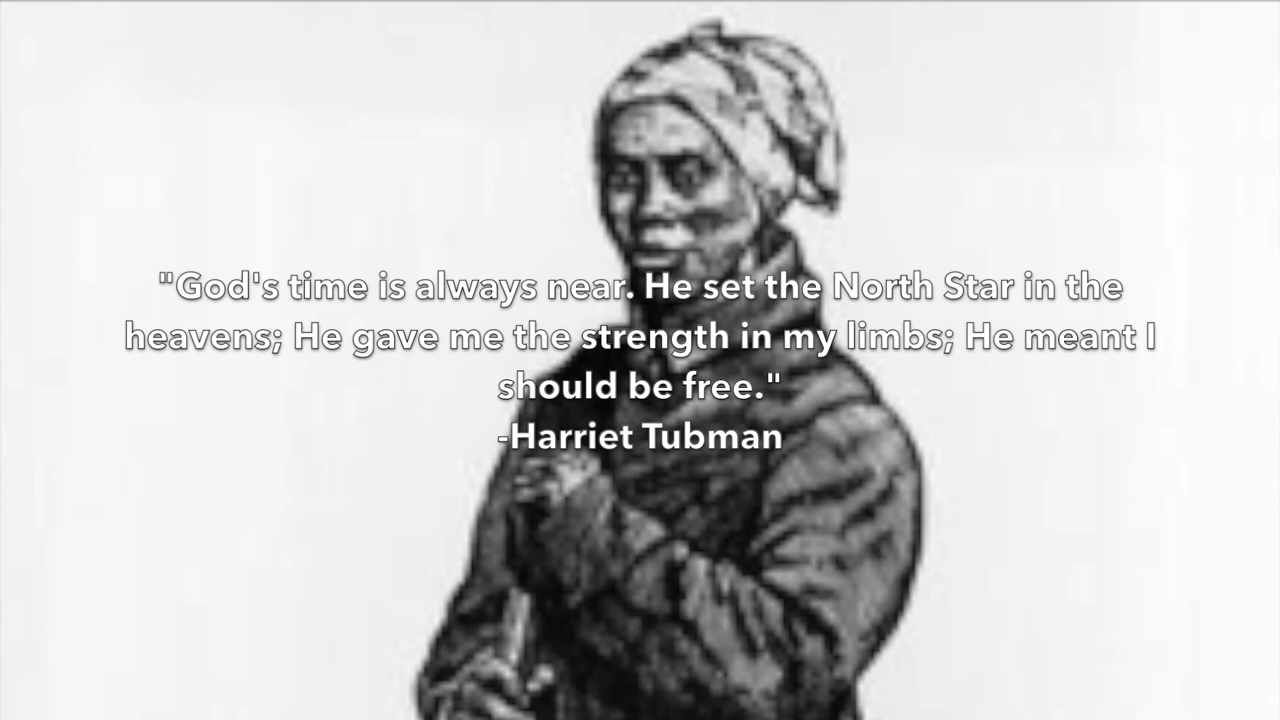 "God's time is always near. He set the North Star in the
heavens; He gave me the strength in my limbs; He meant I
should be free."
-Harriet Tubman